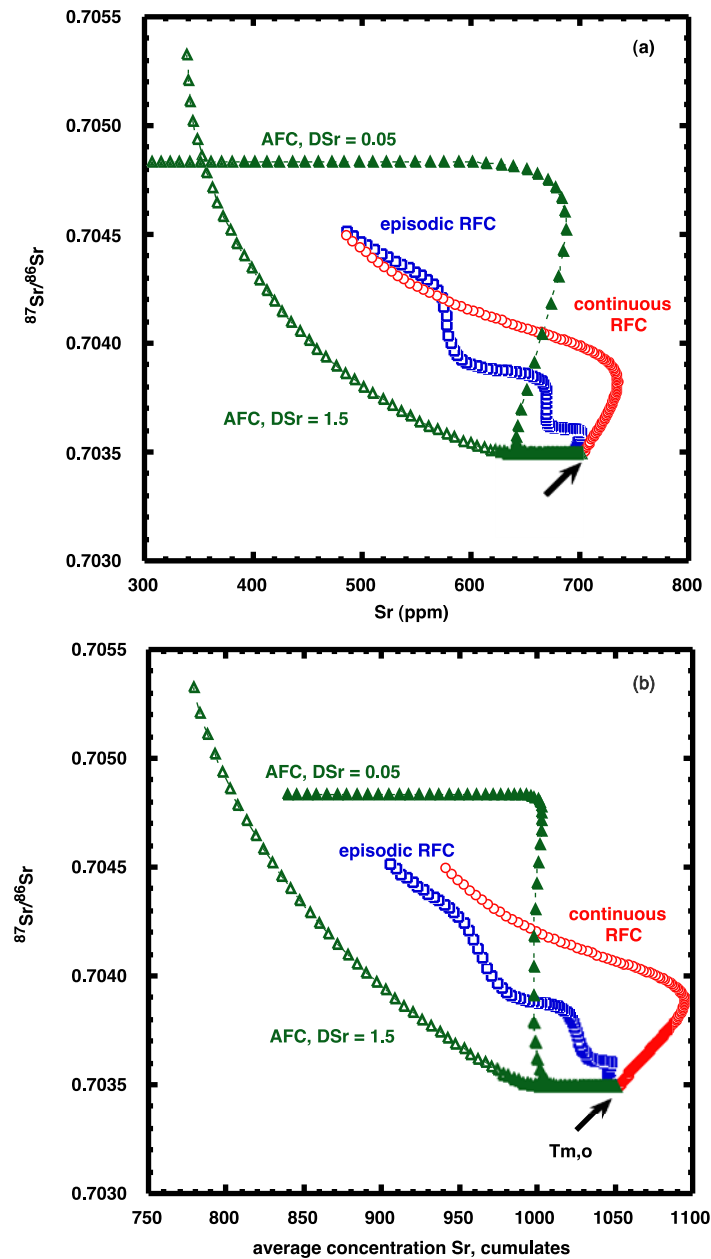 0.7055
(a)
0.7050
AFC, DSr = 0.05
0.7045
episodic RFC
87Sr/86Sr
0.7040
continuous
RFC
AFC, DSr = 1.5
0.7035
0.7030
300 400 500 600 700 800
Sr (ppm)
0.7055
(b)
0.7050
AFC, DSr = 0.05
0.7045
episodic RFC
87Sr/86Sr
continuous
RFC
0.7040
AFC, DSr = 1.5
0.7035
Tm,o
0.7030
750 800 850 900 950 1000 1050 1100
average concentration Sr, cumulates